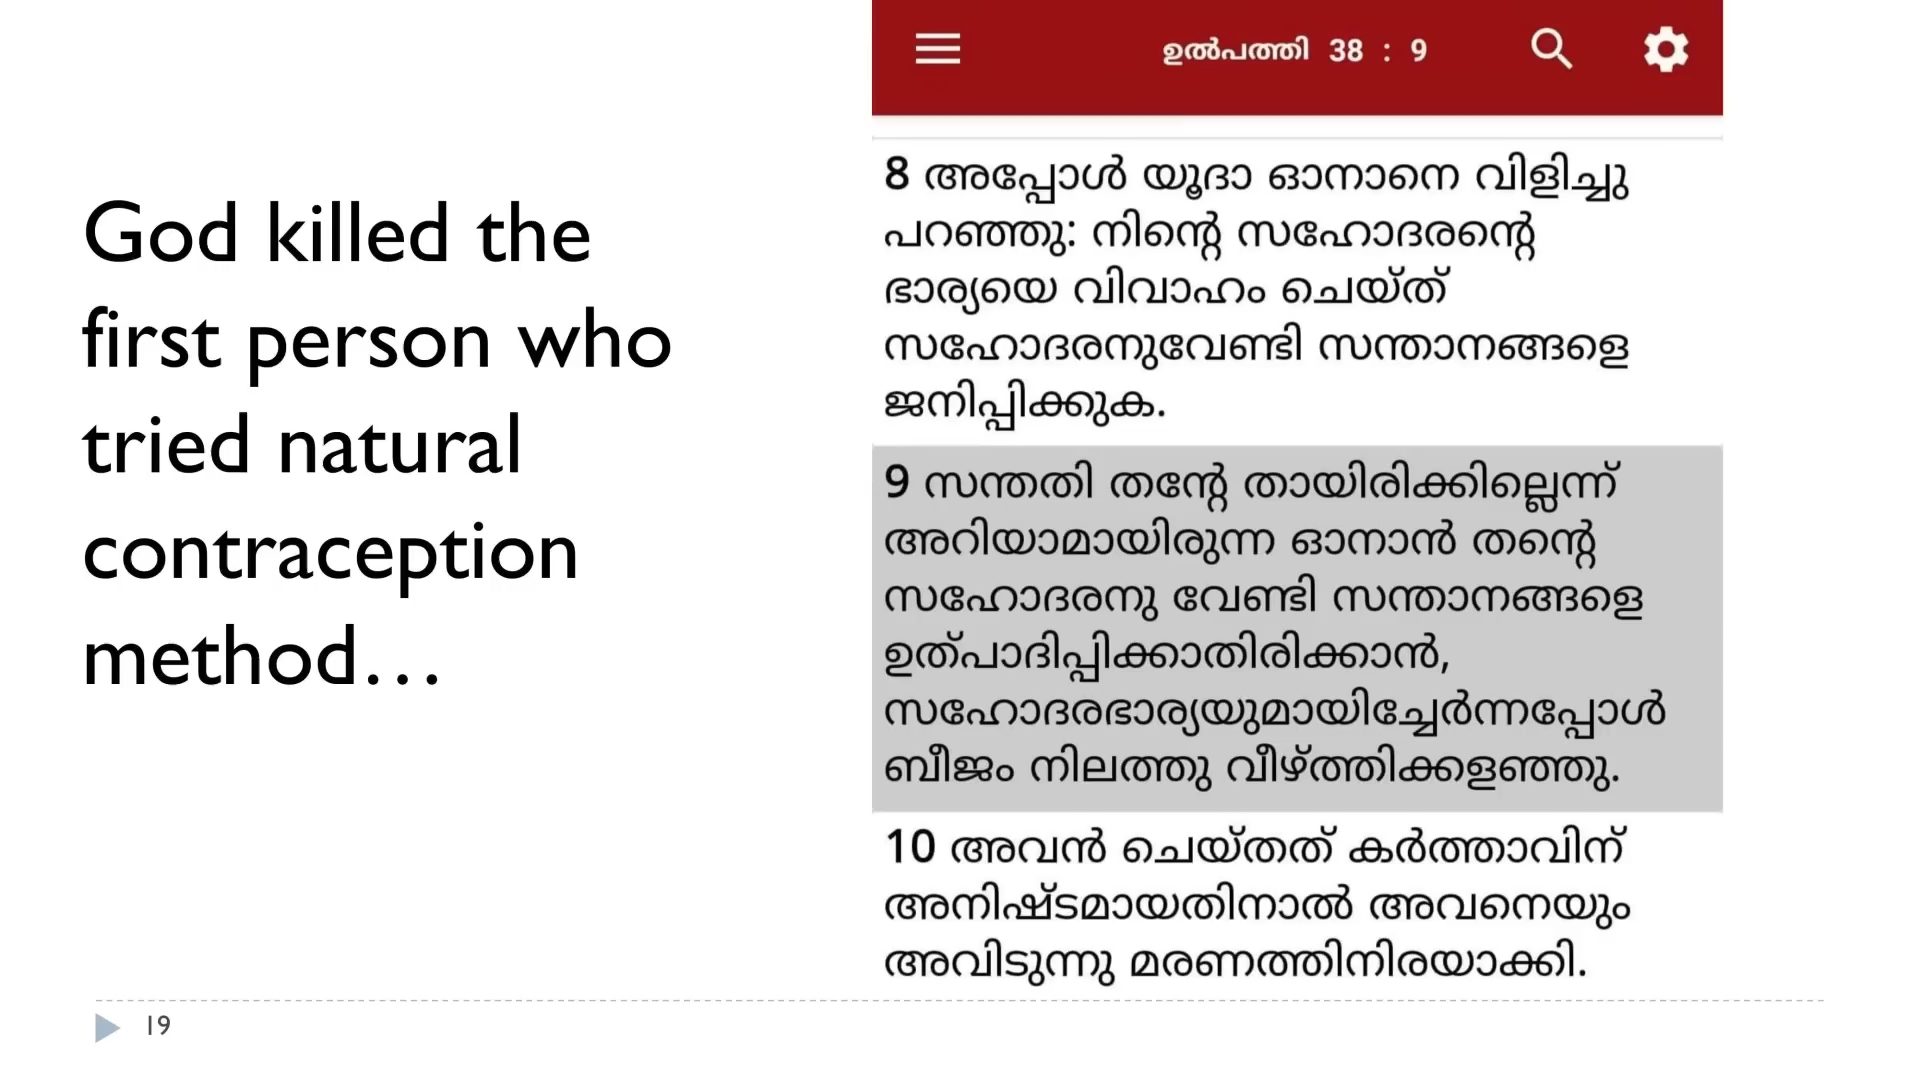 God killed the
first person who
tried natural
contraception
method...
ഉൽപത്തി 38 : 9
8 അപ്പോൾ യൂദാ ഓനാനെ വിളിച്ചു
പറഞ്ഞു: നിന്റെ സഹോദരന്റെ
ഭാര്യയെ വിവാഹം ചെയ്ത്
സഹോദരനുവേണ്ടി സന്താനങ്ങളെ
ജനിപ്പിക്കുക.
9 സന്തതി തന്റേ തായിരിക്കില്ലെന്ന്
അറിയാമായിരുന്ന ഓനാൻ തന്റെ
സഹോദരനു വേണ്ടി സന്താനങ്ങളെ
ഉത്പാദിപ്പിക്കാതിരിക്കാൻ,
സഹോദരഭാര്യയുമായിച്ചേർന്നപ്പോൾ
ബീജം നിലത്തു വീഴ്ത്തിക്കളഞ്ഞു.
10 അവൻ ചെയ്തത് കർത്താവിന്
അനിഷ്ടമായതിനാൽ അവനെയും
അവിടുന്നു മരണത്തിനിരയാക്കി.
19